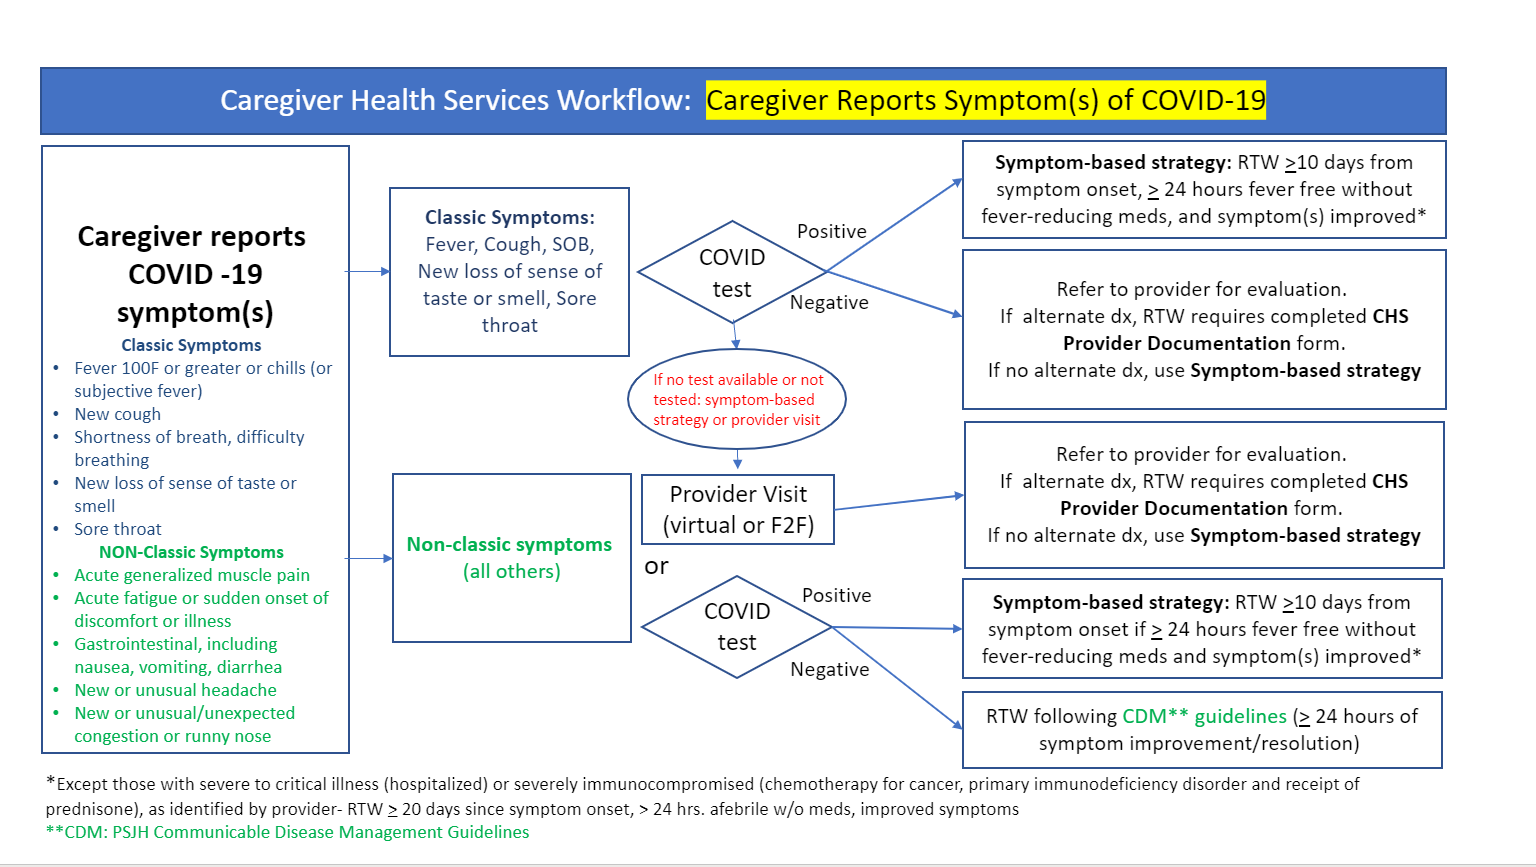 Caregiver Health Services Workflow: Caregiver Reports Symptom(s) of COVID-19
Caregiver reports
COVID -19
symptom(s)
Classic Symptoms
• Fever 100F or greater or chills (or
subjective fever)
• New cough
• Shortness of breath, difficulty
breathing
• New loss of sense of taste or
smell
• Sore throat
NON-Classic Symptoms
• Acute generalized muscle pain
• Acute fatigue or sudden onset of
discomfort or illness
• Gastrointestinal, including
nausea, vomiting, diarrhea
• New or unusual headache
• New or unusual/unexpected
congestion or runny nose
Classic Symptoms:
Fever, Cough, SOB,
New loss of sense of
taste or smell, Sore
throat
COVID
test
Positive
Negative
Symptom-based strategy: RTW ≥10 days from
symptom onset, ≥ 24 hours fever free without
fever-reducing meds, and symptom(s) improved*
Refer to provider for evaluation.
If alternate dx, RTW requires completed CHS
Provider Documentation form.
If no alternate dx, use Symptom-based strategy
If no test available or not
tested: symptom-based
strategy or provider visit
Non-classic symptoms
(all others)
Provider Visit
(virtual or F2F)
or
COVID
test
Positive
Negative
Refer to provider for evaluation.
If alternate dx, RTW requires completed CHS
Provider Documentation form.
If no alternate dx, use Symptom-based strategy
Symptom-based strategy: RTW ≥10 days from
symptom onset if ≥ 24 hours fever free without
fever-reducing meds and symptom(s) improved*
RTW following CDM** guidelines (≥ 24 hours of
symptom improvement/resolution)
*Except those with severe to critical illness (hospitalized) or severely immunocompromised (chemotherapy for cancer, primary immunodeficiency disorder and receipt of
prednisone), as identified by provider- RTW ≥ 20 days since symptom onset, > 24 hrs. afebrile w/o meds, improved symptoms
**CDM: PSJH Communicable Disease Management Guidelines